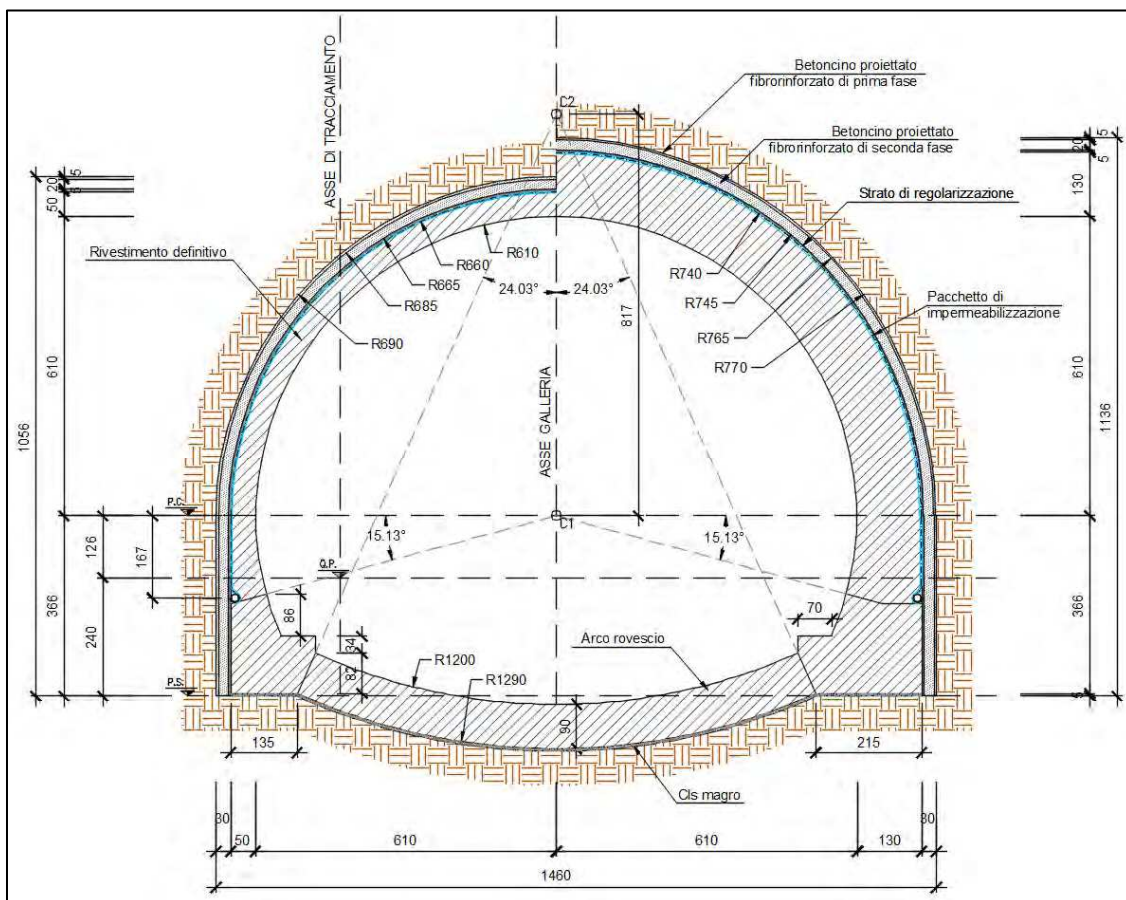 ASSE DI TRACCIAMENTO
C2
Betoncino proiettato
fibrorinforzato di prima fase
Betoncino proiettato
fibrorinforzato di seconda fase
Strato di regolarizzazione
Rivestimento definitivo
Pacchetto di
impermeabilizzazione
R610
R660
R665
R685
R690
R740
R745
R765
R770
24.03°
24.03°
817
ASSE GALLERIA
5
20
5
50
610
1056
366
5
20
5
130
610
1136
366
5
P.C.
C1
15.13°
15.13°
126
167
240
Q.P.
86
34
82
70
Arco rovescio
R1200
R1290
P.S.
90
135
215
Cls magro
30
50
610
610
130
30
1460